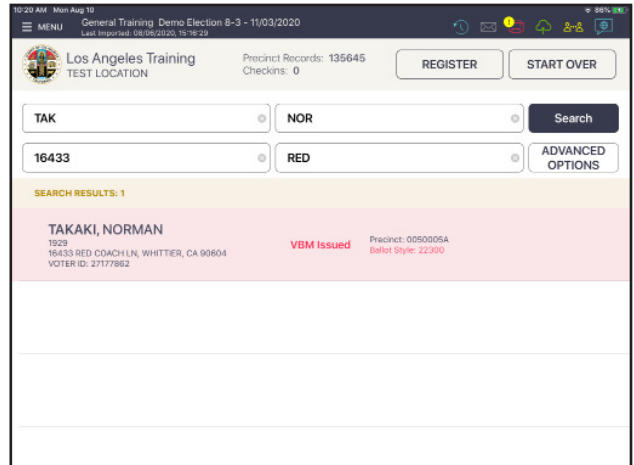 10:20 AM Mon Aug 10 86%
MENU General Training Demo Election 8-3 - 11/03/2020
Last Imported: 08/06/2020, 15:16:29
Los Angeles Training
TEST LOCATION
Precinct Records: 135645
Checkins: 0
REGISTER
START OVER
TAK
NOR
Search
16433
RED
ADVANCED
OPTIONS
SEARCH RESULTS: 1
TAKAKI, NORMAN
1929
16433 RED COACH LN, WHITTIER, CA 90604
VOTER ID: 27177862
VBM Issued
Precinct: 0050005A
Ballot Style: 22300